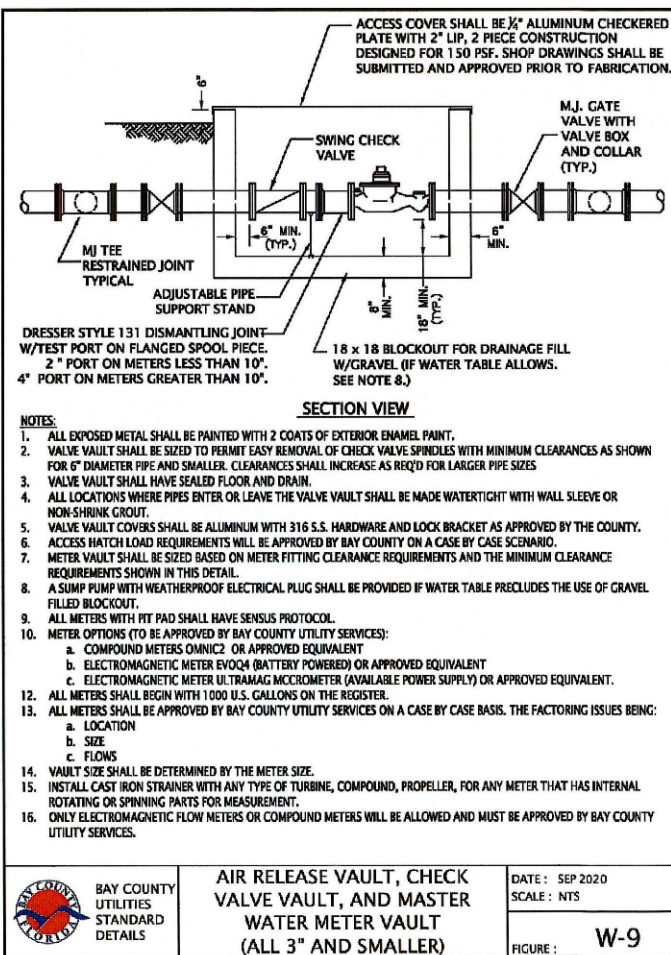 ACCESS COVER SHALL BE ¼" ALUMINUM CHECKERED
PLATE WITH 2" LIP, 2 PIECE CONSTRUCTION
DESIGNED FOR 150 PSF. SHOP DRAWINGS SHALL BE
SUBMITTED AND APPROVED PRIOR TO FABRICATION.
6"
SWING CHECK
VALVE
M.J. GATE
VALVE WITH
VALVE BOX
AND COLLAR
(TYP.)
6" MIN.
(TYP.)
6"
MIN.
MJ TEE
RESTRAINED JOINT
TYPICAL
ADJUSTABLE PIPE
SUPPORT STAND
8"
MIN.
18" MIN.
(TYP.)
DRESSER STYLE 131 DISMANTLING JOINT
W/TEST PORT ON FLANGED SPOOL PIECE.
2 " PORT ON METERS LESS THAN 10".
4" PORT ON METERS GREATER THAN 10".
18 x 18 BLOCKOUT FOR DRAINAGE FILL
W/GRAVEL (IF WATER TABLE ALLOWS.
SEE NOTE 8.)
SECTION VIEW
NOTES:
1. ALL EXPOSED METAL SHALL BE PAINTED WITH 2 COATS OF EXTERIOR ENAMEL PAINT.
2. VALVE VAULT SHALL BE SIZED TO PERMIT EASY REMOVAL OF CHECK VALVE SPINDLES WITH MINIMUM CLEARANCES AS SHOWN
FOR 6" DIAMETER PIPE AND SMALLER. CLEARANCES SHALL INCREASE AS REQ'D FOR LARGER PIPE SIZES
3. VALVE VAULT SHALL HAVE SEALED FLOOR AND DRAIN.
4. ALL LOCATIONS WHERE PIPES ENTER OR LEAVE THE VALVE VAULT SHALL BE MADE WATERTIGHT WITH WALL SLEEVE OR
NON-SHRINK GROUT.
5. VALVE VAULT COVERS SHALL BE ALUMINUM WITH 316 S.S. HARDWARE AND LOCK BRACKET AS APPROVED BY THE COUNTY.
6. ACCESS HATCH LOAD REQUIREMENTS WILL BE APPROVED BY BAY COUNTY ON A CASE BY CASE SCENARIO.
7. METER VAULT SHALL BE SIZED BASED ON METER FITTING CLEARANCE REQUIREMENTS AND THE MINIMUM CLEARANCE
REQUIREMENTS SHOWN IN THIS DETAIL.
8. A SUMP PUMP WITH WEATHERPROOF ELECTRICAL PLUG SHALL BE PROVIDED IF WATER TABLE PRECLUDES THE USE OF GRAVEL
FILLED BLOCKOUT.
9. ALL METERS WITH PIT PAD SHALL HAVE SENSUS PROTOCOL.
10. METER OPTIONS (TO BE APPROVED BY BAY COUNTY UTILITY SERVICES):
a. COMPOUND METERS OMNIC2 OR APPROVED EQUIVALENT
b. ELECTROMAGNETIC METER EVOQ4 (BATTERY POWERED) OR APPROVED EQUIVALENT
c. ELECTROMAGNETIC METER ULTRAMAG MCCROMETER (AVAILABLE POWER SUPPLY) OR APPROVED EQUIVALENT.
12. ALL METERS SHALL BEGIN WITH 1000 U.S. GALLONS ON THE REGISTER.
13. ALL METERS SHALL BE APPROVED BY BAY COUNTY UTILITY SERVICES ON A CASE BY CASE BASIS. THE FACTORING ISSUES BEING:
a. LOCATION
b. SIZE
c. FLOWS
14. VAULT SIZE SHALL BE DETERMINED BY THE METER SIZE.
15. INSTALL CAST IRON STRAINER WITH ANY TYPE OF TURBINE, COMPOUND, PROPELLER, FOR ANY METER THAT HAS INTERNAL
ROTATING OR SPINNING PARTS FOR MEASUREMENT.
16. ONLY ELECTROMAGNETIC FLOW METERS OR COMPOUND METERS WILL BE ALLOWED AND MUST BE APPROVED BY BAY COUNTY
UTILITY SERVICES.
BAY COUNTY
FLORIDA
BAY COUNTY
UTILITIES
STANDARD
DETAILS
AIR RELEASE VAULT, CHECK
VALVE VAULT, AND MASTER
WATER METER VAULT
(ALL 3" AND SMALLER)
DATE : SEP 2020
SCALE : NTS
FIGURE : W-9